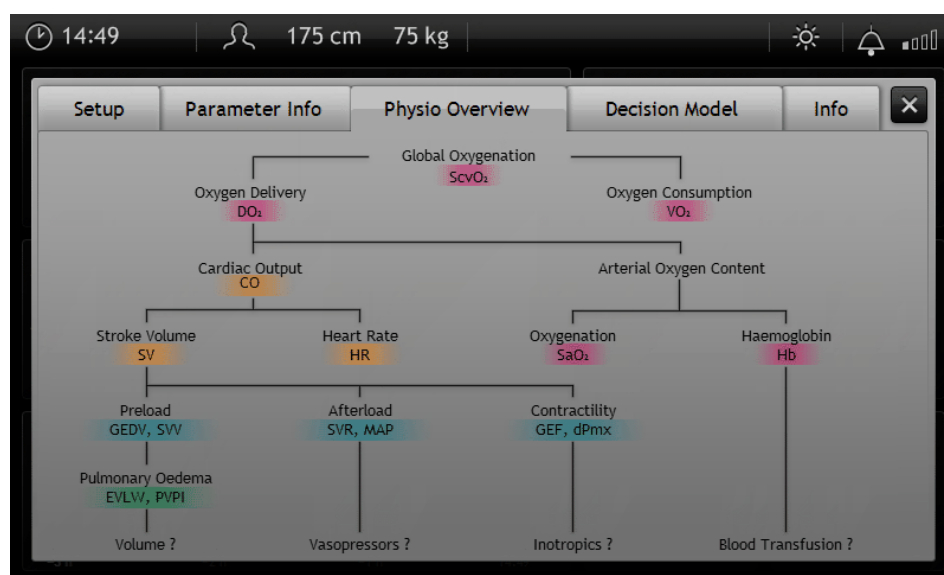 14:49 175 cm 75 kg
Setup Parameter Info Physio Overview Decision Model Info
Global Oxygenation
ScvO₂
Oxygen Delivery Oxygen Consumption
DO₂ VO₂
Cardiac Output Arterial Oxygen Content
CO
Stroke Volume Heart Rate Oxygenation Haemoglobin
SV HR SaO₂ Hb
Preload Afterload Contractility
GEDV, SVV SVR, MAP GEF, dPmx
Pulmonary Oedema
EVLW, PVPI
Volume ? Vasopressors ? Inotropics ? Blood Transfusion ?